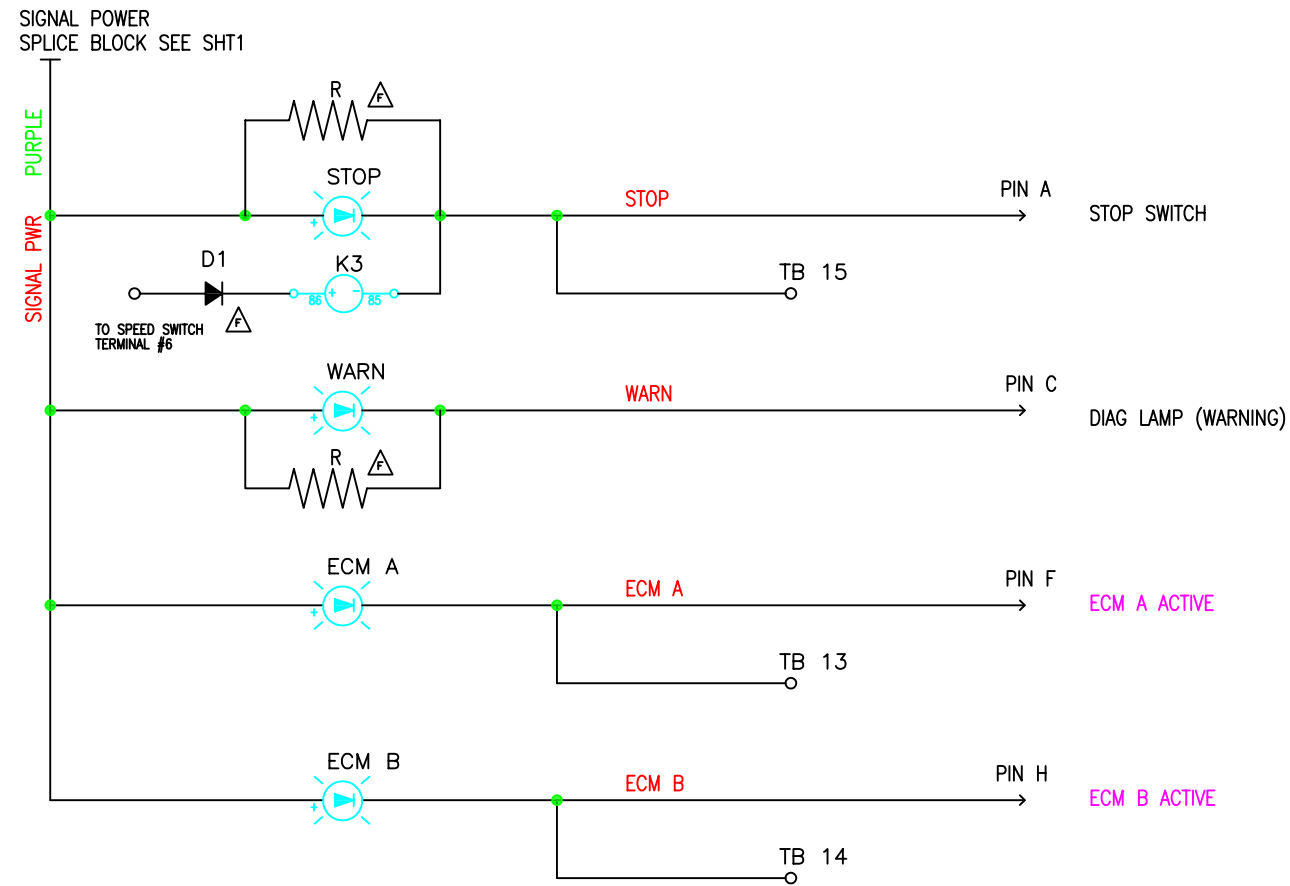 SIGNAL POWER
SPLICE BLOCK SEE SHT1
PURPLE
SIGNAL PWR
R
F
STOP
+
STOP
PIN A
STOP SWITCH
D1
F
K3
86
+
-
85
TB 15
TO SPEED SWITCH
TERMINAL #6
WARN
+
WARN
PIN C
DIAG LAMP (WARNING)
R
F
ECM A
+
ECM A
PIN F
ECM A ACTIVE
TB 13
ECM B
+
ECM B
PIN H
ECM B ACTIVE
TB 14